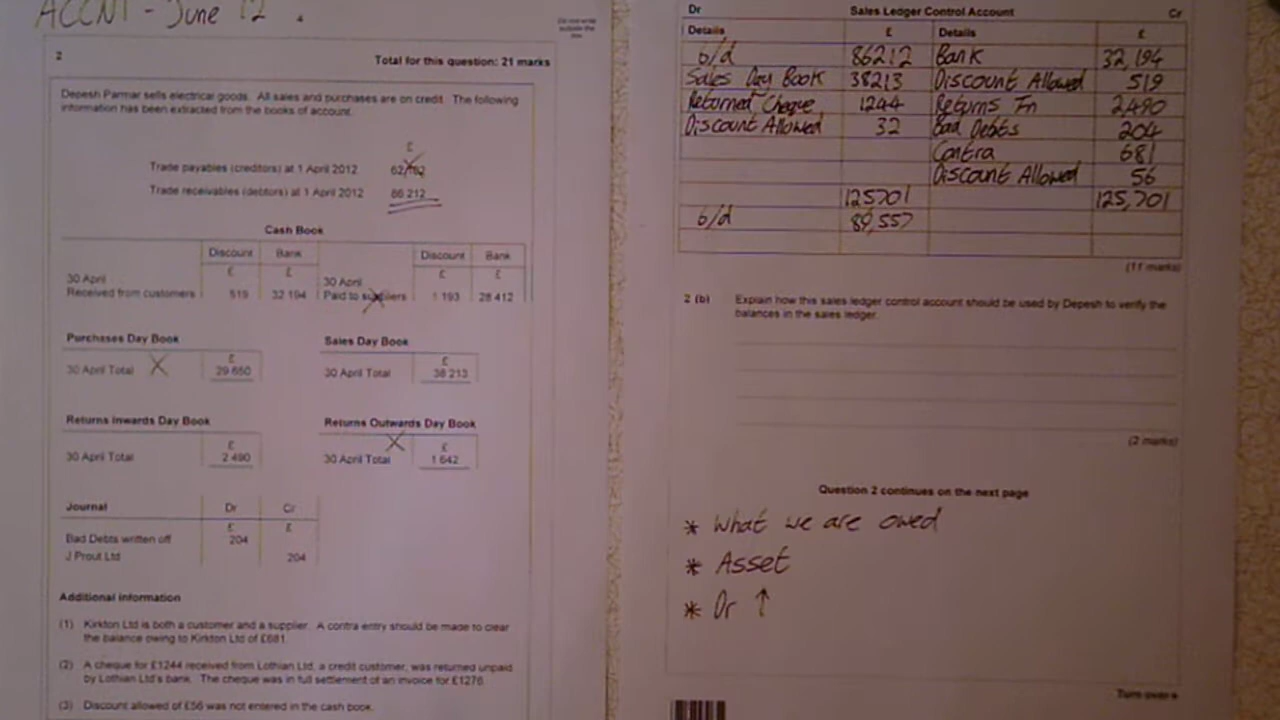 ACCN1 - June 12.
Do not write
outside the
box
2
Total for this question: 21 marks
Depesh Parmar sells electrical goods. All sales and purchases are on credit. The following
information has been extracted from the books of account.
£
Trade payables (creditors) at 1 April 2012
Trade receivables (debtors) at 1 April 2012 86 212
Cash Book
Discount Bank Discount Bank
£ £ £ £
30 April 30 April
Received from customers 519 32 194 Paid to suppliers 1 193 28 412
Purchases Day Book Sales Day Book
£ £
30 April Total 29 650 30 April Total 38 213
Returns Inwards Day Book Returns Outwards Day Book
£ £
30 April Total 2 490 30 April Total 1 642
Journal Dr Cr
£ £
Bad Debts written off 204
J Prout Ltd 204
Additional information
(1) Kirkton Ltd is both a customer and a supplier. A contra entry should be made to clear
the balance owing to Kirkton Ltd of £681.
(2) A cheque for £1244 received from Lothian Ltd, a credit customer, was returned unpaid
by Lothian Ltd's bank. The cheque was in full settlement of an invoice for £1276.
(3) Discount allowed of £56 was not entered in the cash book.
Dr Sales Ledger Control Account Cr
Details £ Details £
b/d 86212 Bank 32,194
Sales Day Book 38213 Discount Allowed 519
Returned Cheque 1244 Returns In 2,490
Discount Allowed 32 Bad Debts 204
Contra 681
Discount Allowed 56
125701 125,701
b/d 89,557
(11 marks)
2 (b) Explain how this sales ledger control account should be used by Depesh to verify the
balances in the sales ledger.
(2 marks)
Question 2 continues on the next page
* What we are owed
* Asset
* Dr ↑
Turn over